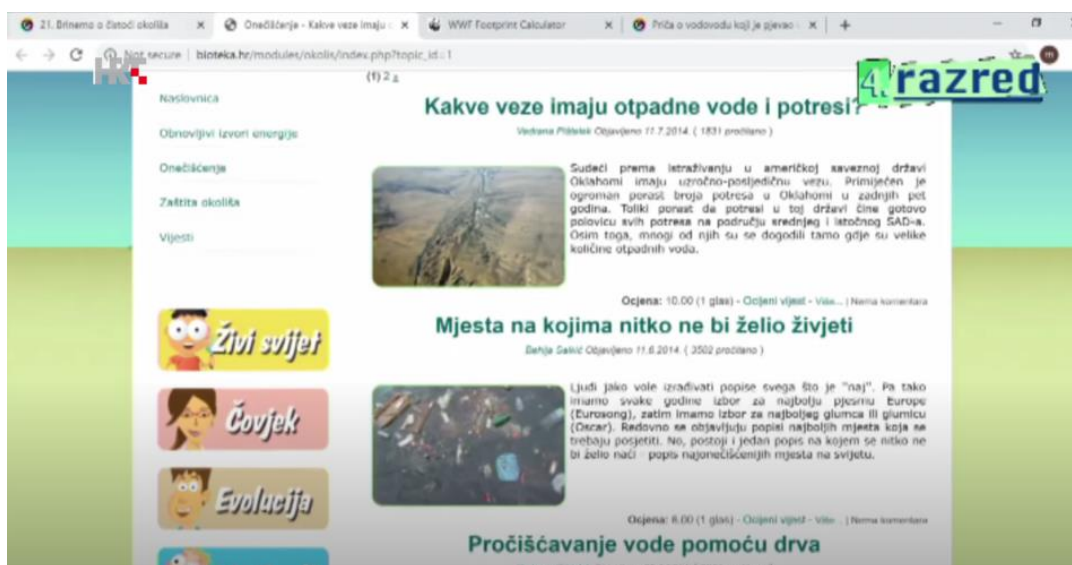 21. Brinemo o čistoći okoliša
Onečišćenje - Kakve veze imaju o
WWF Footprint Calculator
Priča o vodovodu koji je pjevao
Not secure | bioteka.hr/modules/okolis/index.php?topic_id=1
HRT
4. razred
(1) 2 »
Naslovnica
Obnovljivi izvori energije
Onečišćenje
Zaštita okoliša
Vijesti
Živi svijet
Čovjek
Evolucija
Kakve veze imaju otpadne vode i potresi?
Vedrana Pištelek Objavljeno 11.7.2014. ( 1831 pročitano )
Sudeći prema istraživanju u američkoj saveznoj državi
Oklahomi imaju uzročno-posljedičnu vezu. Primijećen je
ogroman porast broja potresa u Oklahomi u zadnjih pet
godina. Toliki porast da potresi u toj državi čine gotovo
polovicu svih potresa na području srednjeg i istočnog SAD-a.
Osim toga, mnogi od njih su se dogodili tamo gdje su velike
količine otpadnih voda.
Ocjena: 10.00 (1 glas) - Ocijeni vijest - Više... | Nema komentara
Mjesta na kojima nitko ne bi želio živjeti
Objavljeno 11.6.2014. ( 3502 pročitano )
Ljudi jako vole izrađivati popise svega što je "naj". Pa tako
imamo svake godine izbor za najbolju pjesmu Europe
(Eurosong), zatim imamo izbor za najboljeg glumca ili glumicu
(Oscar). Redovno se objavljuju popisi najboljih mjesta koja se
trebaju posjetiti. No, postoji i jedan popis na kojem se nitko ne
bi želio naći - popis najonečišćenijih mjesta na svijetu.
Ocjena: 8.00 (1 glas) - Ocijeni vijest - Više... | Nema komentara
Pročišćavanje vode pomoću drva